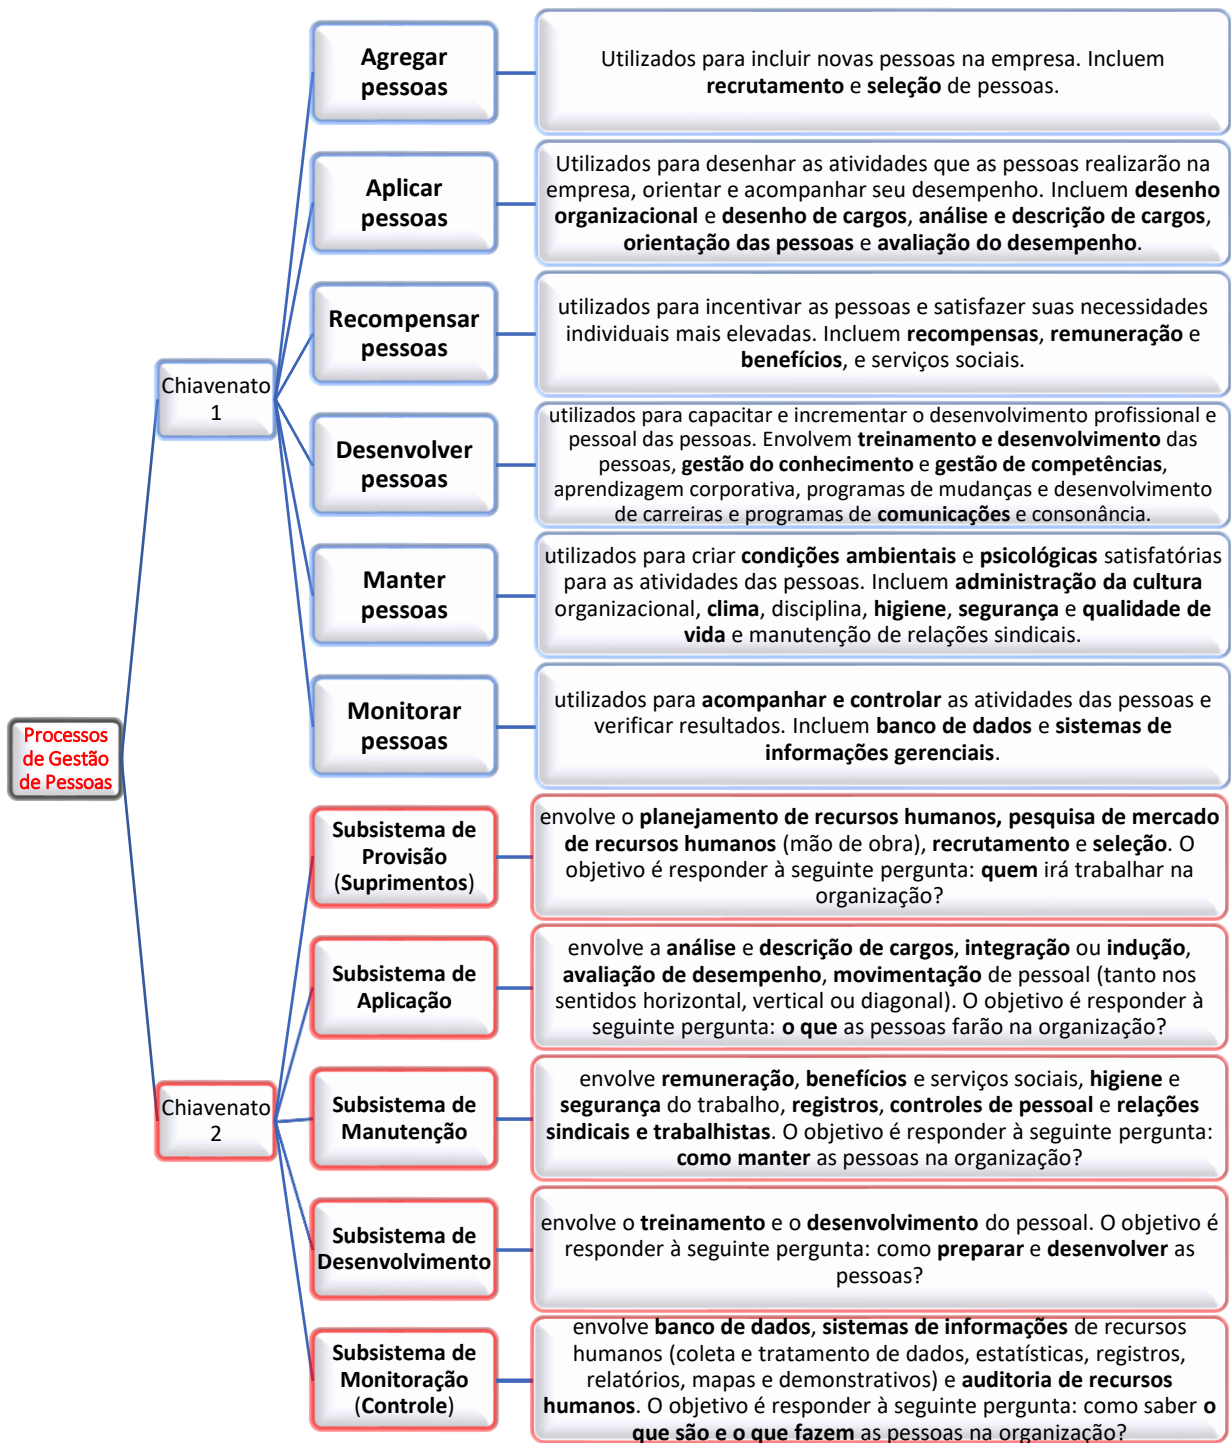 Processos
de Gestão
de Pessoas
Chiavenato
1
Agregar
pessoas
Utilizados para incluir novas pessoas na empresa. Incluem
recrutamento e seleção de pessoas.
Aplicar
pessoas
Utilizados para desenhar as atividades que as pessoas realizarão na
empresa, orientar e acompanhar seu desempenho. Incluem desenho
organizacional e desenho de cargos, análise e descrição de cargos,
orientação das pessoas e avaliação do desempenho.
Recompensar
pessoas
utilizados para incentivar as pessoas e satisfazer suas necessidades
individuais mais elevadas. Incluem recompensas, remuneração e
benefícios, e serviços sociais.
Desenvolver
pessoas
utilizados para capacitar e incrementar o desenvolvimento profissional e
pessoal das pessoas. Envolvem treinamento e desenvolvimento das
pessoas, gestão do conhecimento e gestão de competências,
aprendizagem corporativa, programas de mudanças e desenvolvimento
de carreiras e programas de comunicações e consonância.
Manter
pessoas
utilizados para criar condições ambientais e psicológicas satisfatórias
para as atividades das pessoas. Incluem administração da cultura
organizacional, clima, disciplina, higiene, segurança e qualidade de
vida e manutenção de relações sindicais.
Monitorar
pessoas
utilizados para acompanhar e controlar as atividades das pessoas e
verificar resultados. Incluem banco de dados e sistemas de
informações gerenciais.
Chiavenato
2
Subsistema de
Provisão
(Suprimentos)
envolve o planejamento de recursos humanos, pesquisa de mercado
de recursos humanos (mão de obra), recrutamento e seleção. O
objetivo é responder à seguinte pergunta: quem irá trabalhar na
organização?
Subsistema de
Aplicação
envolve a análise e descrição de cargos, integração ou indução,
avaliação de desempenho, movimentação de pessoal (tanto nos
sentidos horizontal, vertical ou diagonal). O objetivo é responder à
seguinte pergunta: o que as pessoas farão na organização?
Subsistema de
Manutenção
envolve remuneração, benefícios e serviços sociais, higiene e
segurança do trabalho, registros, controles de pessoal e relações
sindicais e trabalhistas. O objetivo é responder à seguinte pergunta:
como manter as pessoas na organização?
Subsistema de
Desenvolvimento
envolve o treinamento e o desenvolvimento do pessoal. O objetivo é
responder à seguinte pergunta: como preparar e desenvolver as
pessoas?
Subsistema de
Monitoração
(Controle)
envolve banco de dados, sistemas de informações de recursos
humanos (coleta e tratamento de dados, estatísticas, registros,
relatórios, mapas e demonstrativos) e auditoria de recursos
humanos. O objetivo é responder à seguinte pergunta: como saber o
que são e o que fazem as pessoas na organização?